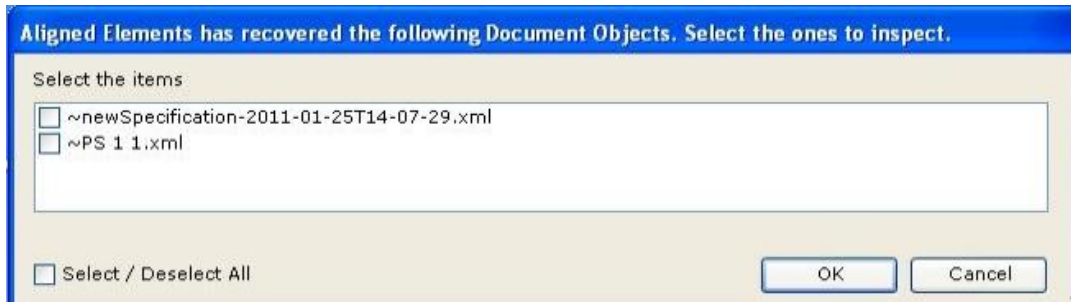 Aligned Elements has recovered the following Document Objects. Select the ones to inspect.
Select the items
~newSpecification-2011-01-25T14-07-29.xml
~PS 1 1.xml
Select / Deselect All
OK
Cancel